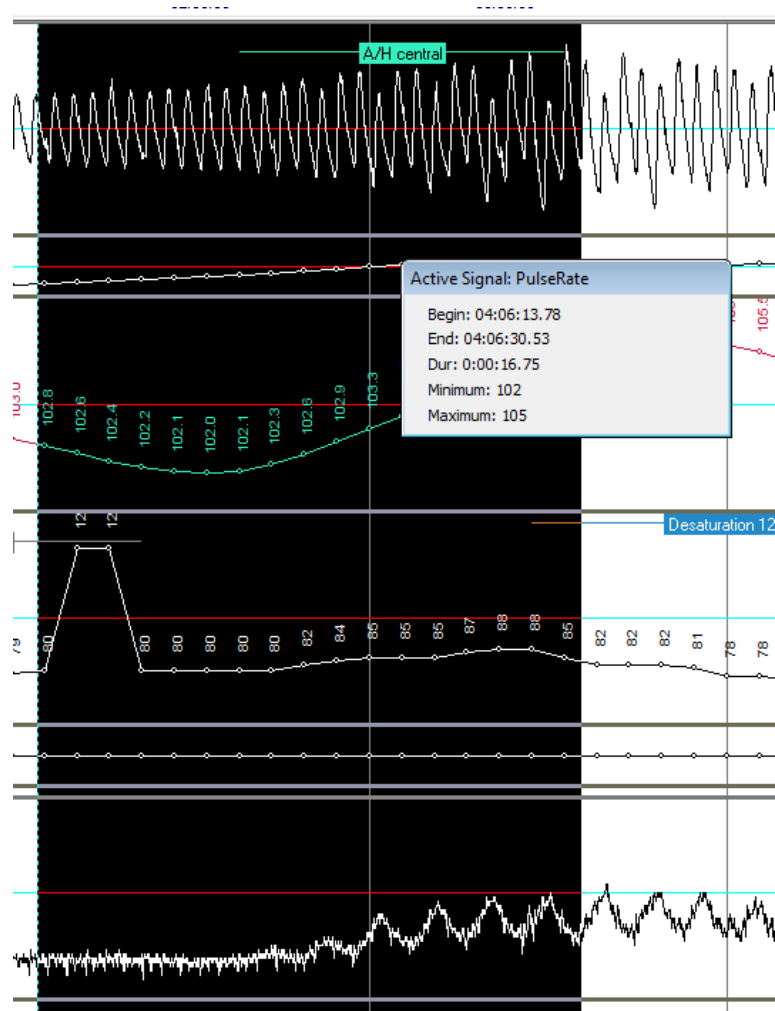 A/H central
Active Signal: PulseRate
Begin: 04:06:13.78
End: 04:06:30.53
Dur: 0:00:16.75
Minimum: 102
Maximum: 105
103.0 102.8 102.6 102.4 102.2 102.1 102.0 102.1 102.3 102.6 102.9 103.3 105.5
Desaturation 12
12 12
79 80 80 80 80 80 80 82 84 85 85 85 87 88 88 85 82 82 82 81 78 78